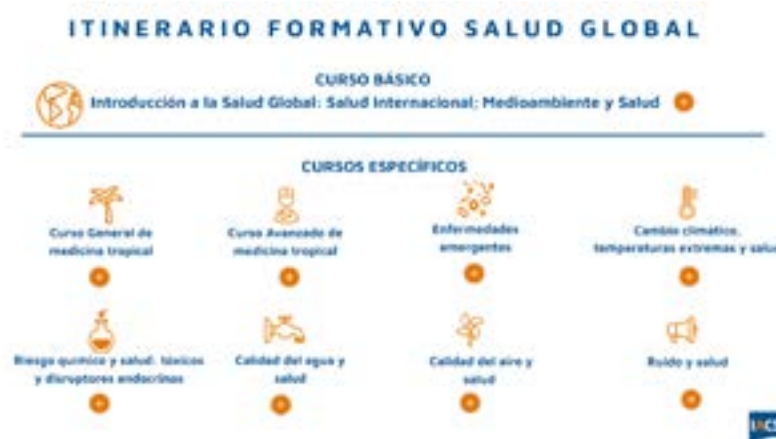 ITINERARIO FORMATIVO SALUD GLOBAL
CURSO BÁSICO
Introducción a la Salud Global: Salud Internacional; Medioambiente y Salud
CURSOS ESPECÍFICOS
Curso General de
medicina tropical
Curso Avanzado de
medicina tropical
Enfermedades
emergentes
Cambio climático,
temperaturas extremas y salud
Riesgo químico y salud: tóxicos
y disruptores endocrinos
Calidad del agua y
salud
Calidad del aire y
salud
Ruido y salud
IACS